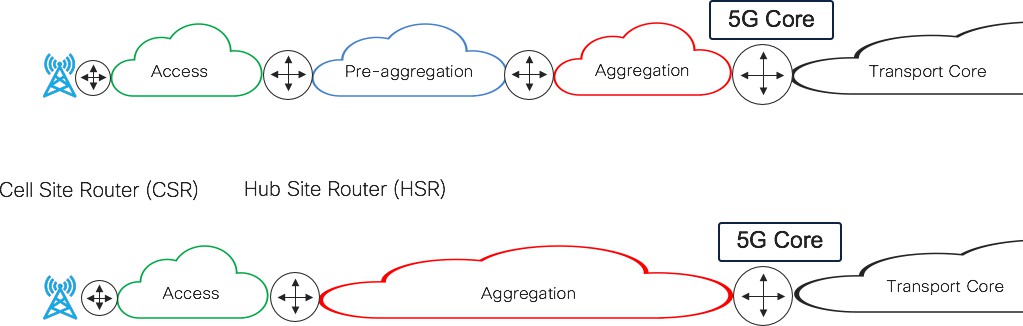 5G Core
Access
Pre-aggregation
Aggregation
Transport Core
Cell Site Router (CSR)
Hub Site Router (HSR)
5G Core
Access
Aggregation
Transport Core